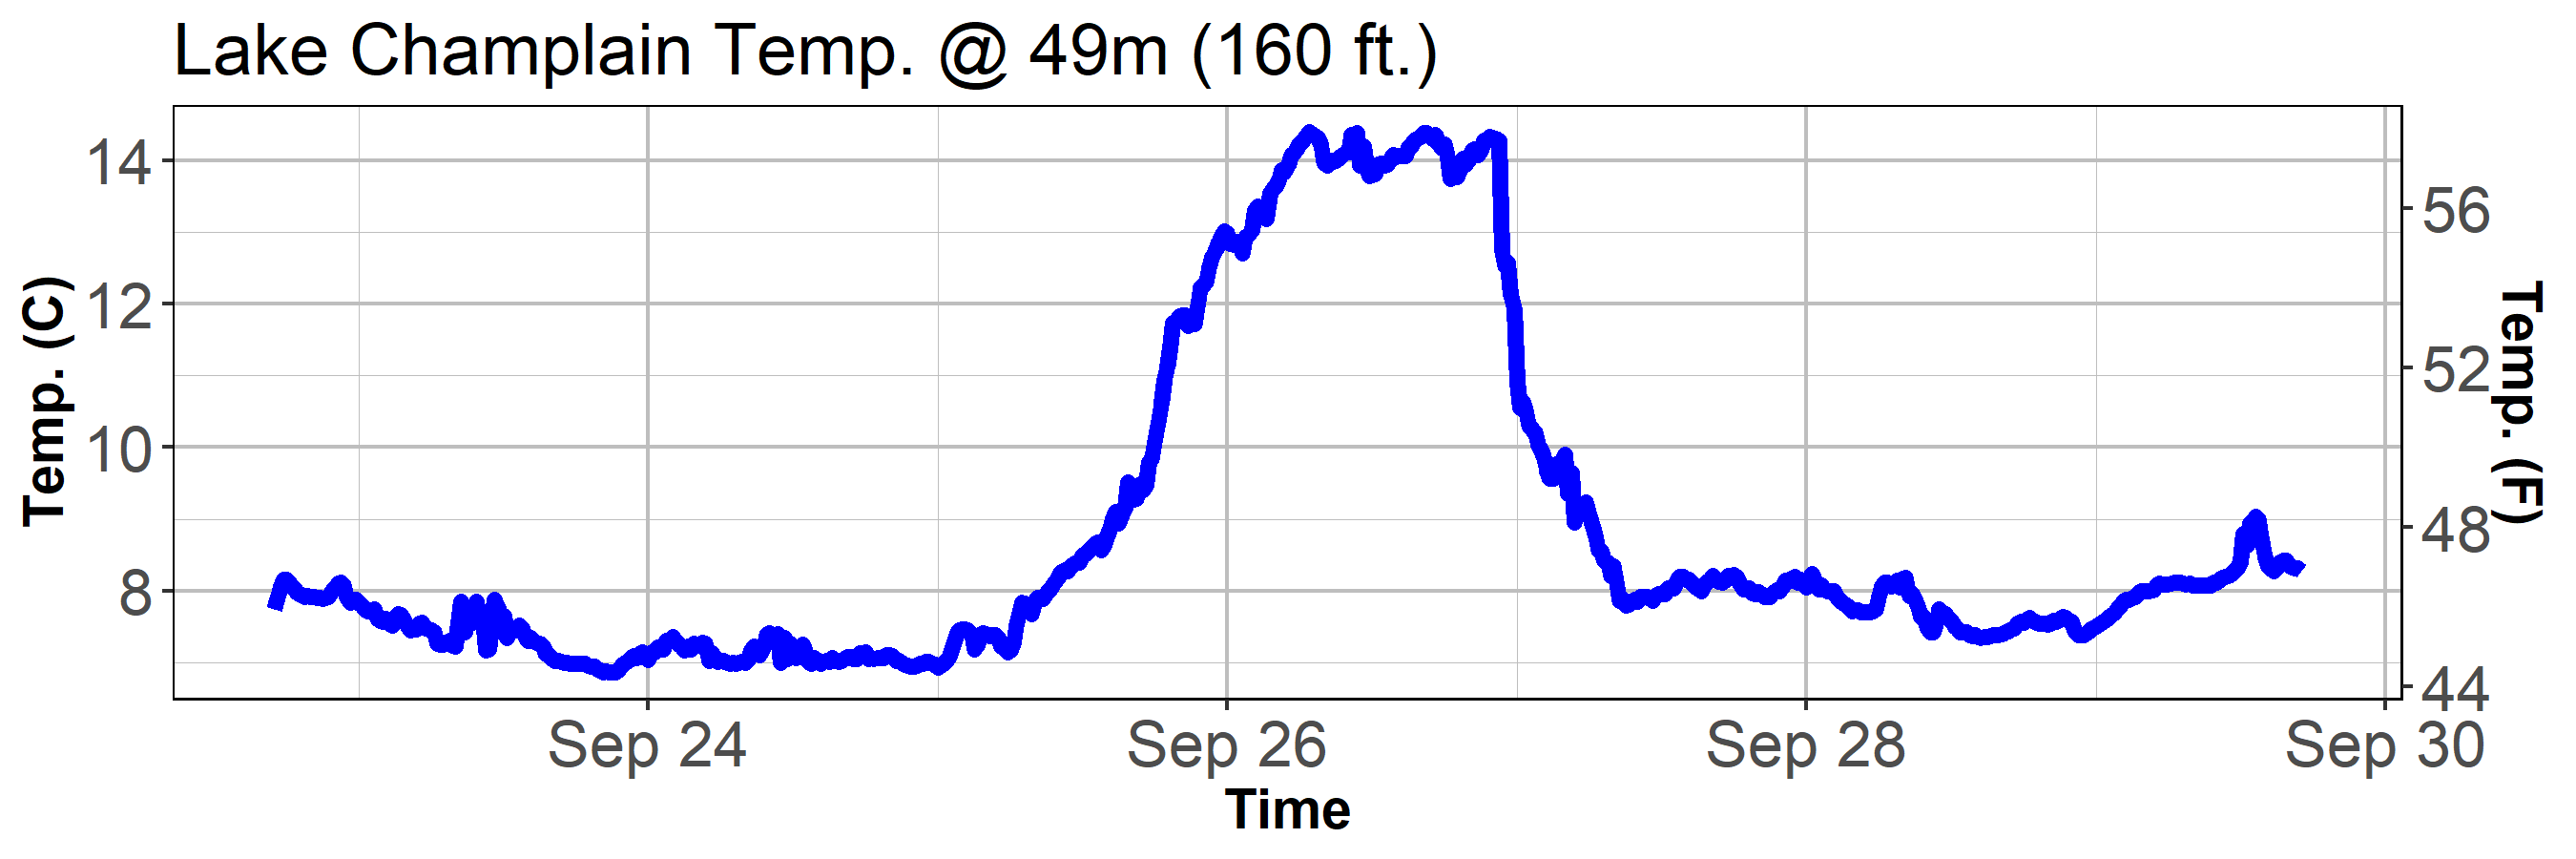 Lake Champlain Temp. @ 49m (160 ft.)
14
12
10
8
Temp. (C)
56
52
48
44
Temp. (F)
Sep 24 Sep 26 Sep 28 Sep 30
Time